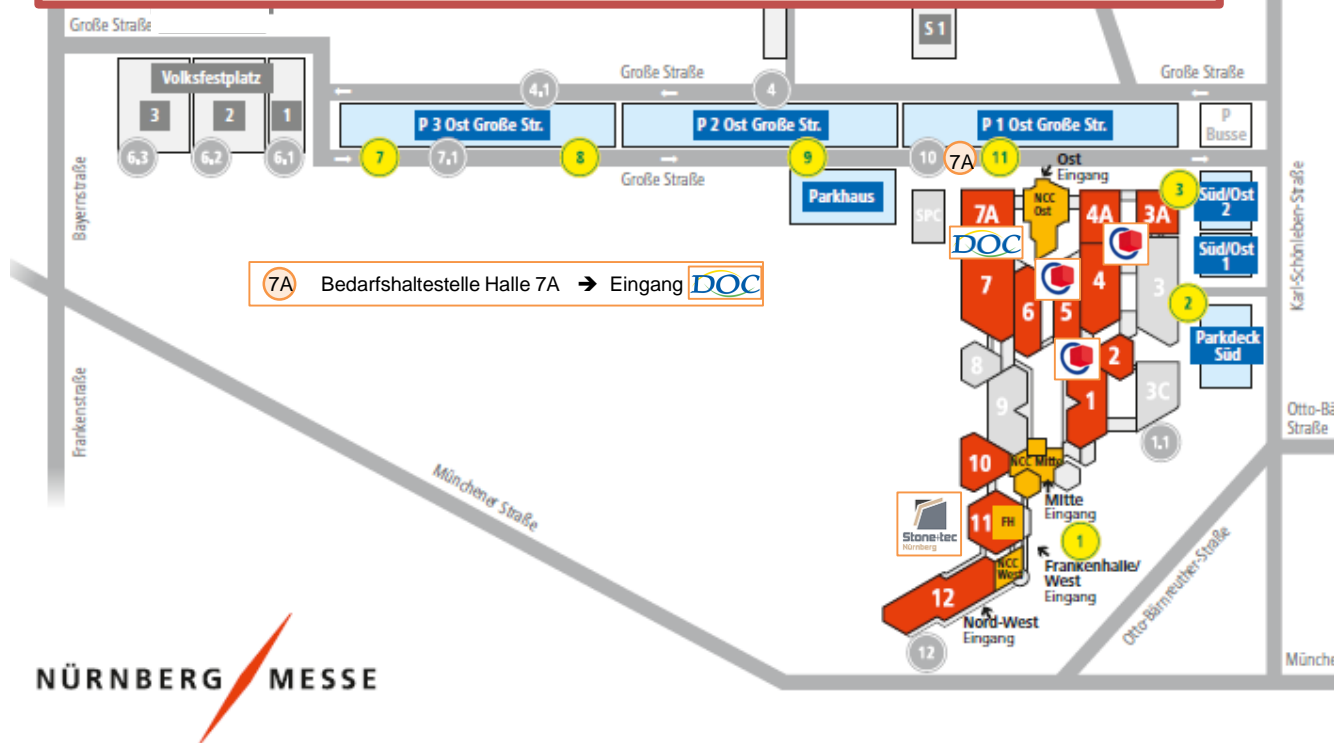 Große Straße
S 1
Volksfestplatz
3
2
1
Große Straße
Große Straße
4.1
4
P 3 Ost Große Str.
P 2 Ost Große Str.
P 1 Ost Große Str.
P
Busse
6.3
6.2
6.1
7
7.1
8
9
10
7A
11
Große Straße
Ost
Eingang
Bayernstraße
Parkhaus
SPC
7A
NCC
Ost
4A
3A
3
Süd/Ost
2
Süd/Ost
1
Karl-Schönleben-Straße
DOC
7A Bedarfshaltestelle Halle 7A ➔ Eingang DOC
7
6
5
4
3
2
Parkdeck
Süd
8
2
9
1
3C
1.1
Otto-Bä
Straße
Frankenstraße
Münchener Straße
10
NCC Mitte
Mitte
Eingang
Stone+tec
Nürnberg
11
FH
1
NCC
West
Frankenhalle/
West
Eingang
Otto-Bärnreuther-Straße
12
Nord-West
Eingang
12
Münche
NÜRNBERG MESSE